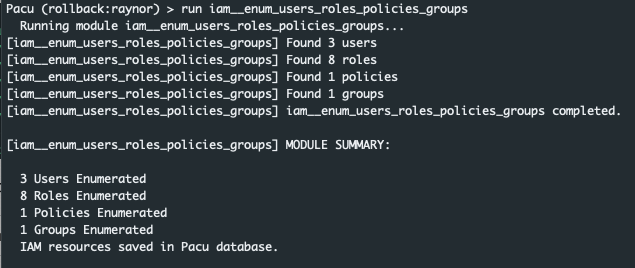 Pacu (rollback:raynor) > run iam__enum_users_roles_policies_groups
Running module iam__enum_users_roles_policies_groups...
[iam__enum_users_roles_policies_groups] Found 3 users
[iam__enum_users_roles_policies_groups] Found 8 roles
[iam__enum_users_roles_policies_groups] Found 1 policies
[iam__enum_users_roles_policies_groups] Found 1 groups
[iam__enum_users_roles_policies_groups] iam__enum_users_roles_policies_groups completed.
[iam__enum_users_roles_policies_groups] MODULE SUMMARY:
3 Users Enumerated
8 Roles Enumerated
1 Policies Enumerated
1 Groups Enumerated
IAM resources saved in Pacu database.